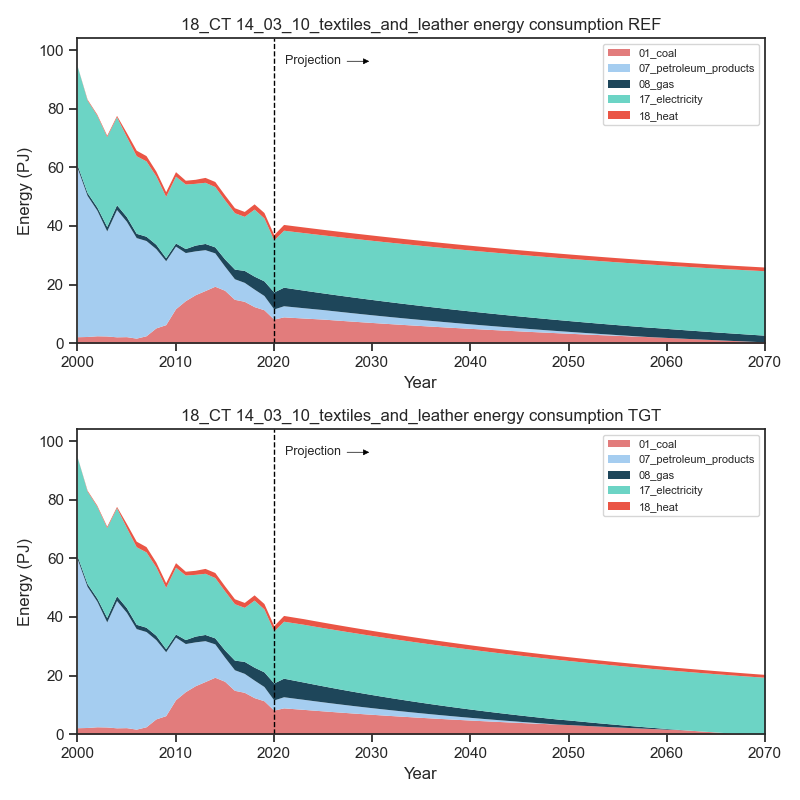 18_CT 14_03_10_textiles_and_leather energy consumption REF
100
80
60
40
20
0
Energy (PJ)
Projection
01_coal
07_petroleum_products
08_gas
17_electricity
18_heat
2000 2010 2020 2030 2040 2050 2060 2070
Year
18_CT 14_03_10_textiles_and_leather energy consumption TGT
100
80
60
40
20
0
Energy (PJ)
Projection
01_coal
07_petroleum_products
08_gas
17_electricity
18_heat
2000 2010 2020 2030 2040 2050 2060 2070
Year